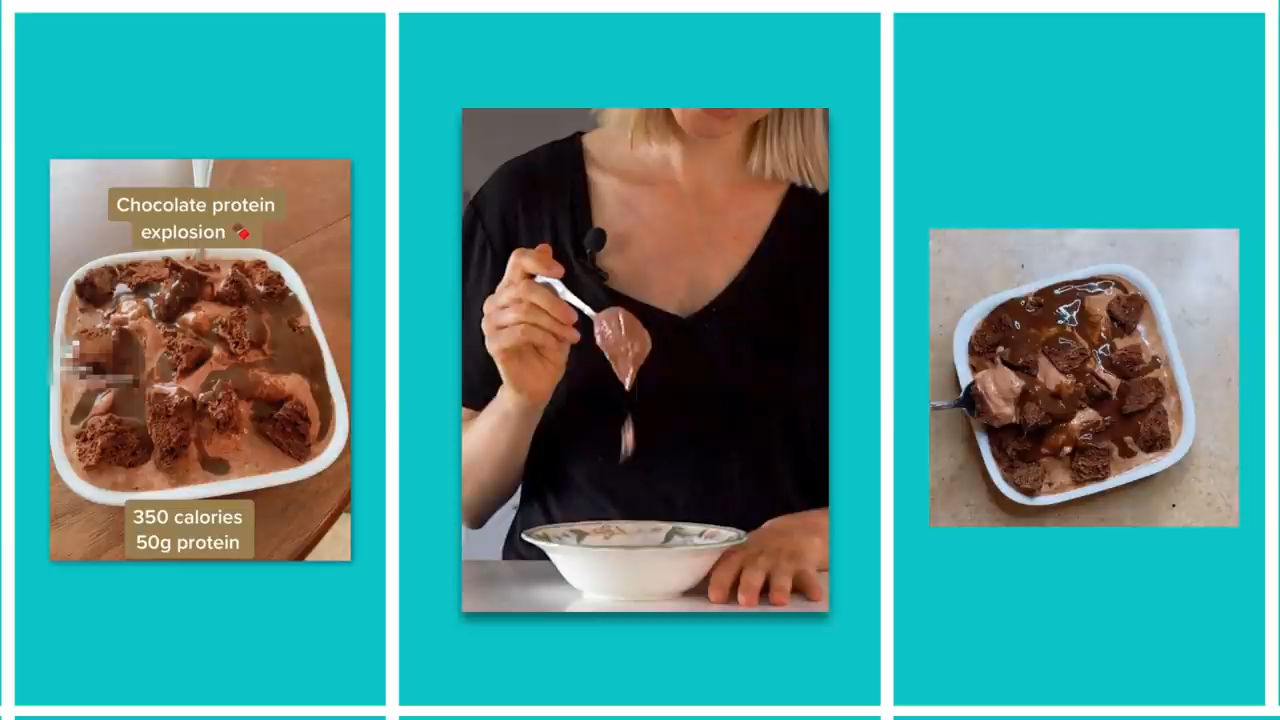 Chocolate protein
explosion 🍫
350 calories
50g protein